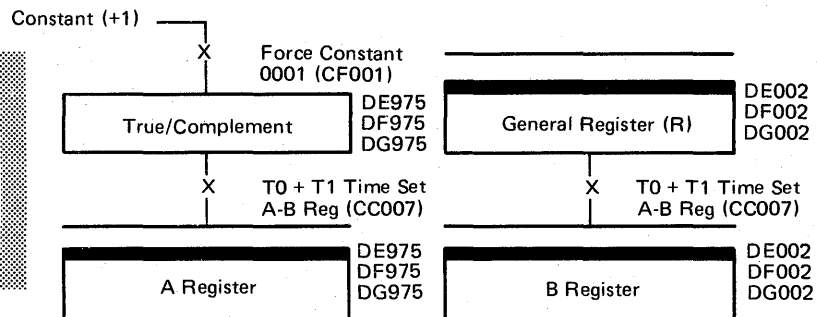 Constant (+1)
X
Force Constant
0001 (CF001)
True/Complement
DE975
DF975
DG975
General Register (R)
DE002
DF002
DG002
X
T0 + T1 Time Set
A-B Reg (CC007)
X
T0 + T1 Time Set
A-B Reg (CC007)
A Register
DE975
DF975
DG975
B Register
DE002
DF002
DG002